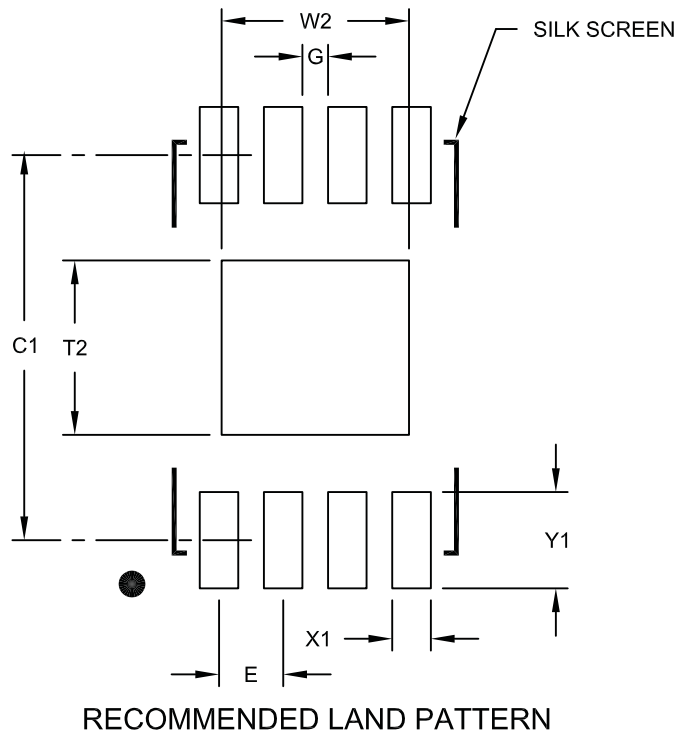 W2
SILK SCREEN
G
C1
T2
Y1
X1
E
RECOMMENDED LAND PATTERN